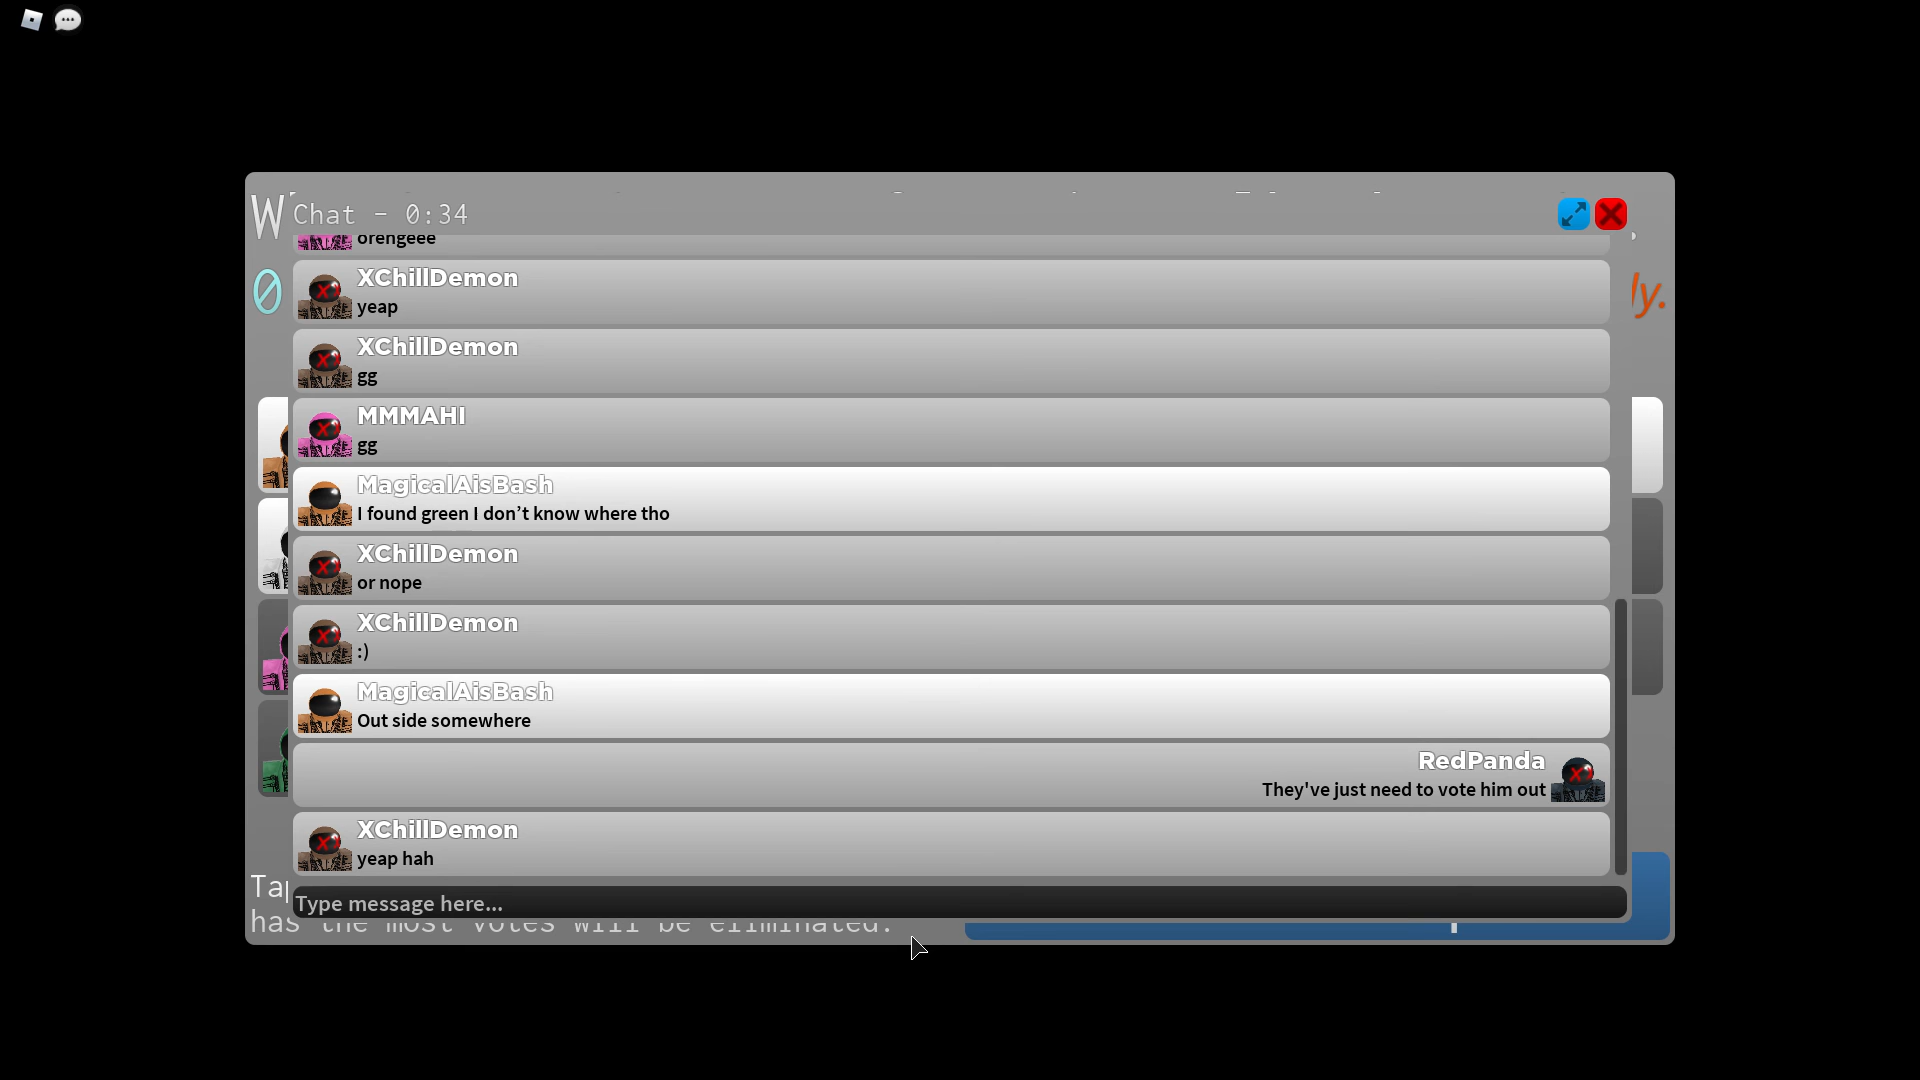 Chat - 0:34
orengeee
XChillDemon
yeap
XChillDemon
gg
MMMAHI
gg
MagicalAisBash
I found green I don’t know where tho
XChillDemon
or nope
XChillDemon
:)
MagicalAisBash
Out side somewhere
RedPanda
They've just need to vote him out
XChillDemon
yeap hah
Type message here...
has the most votes will be eliminated.